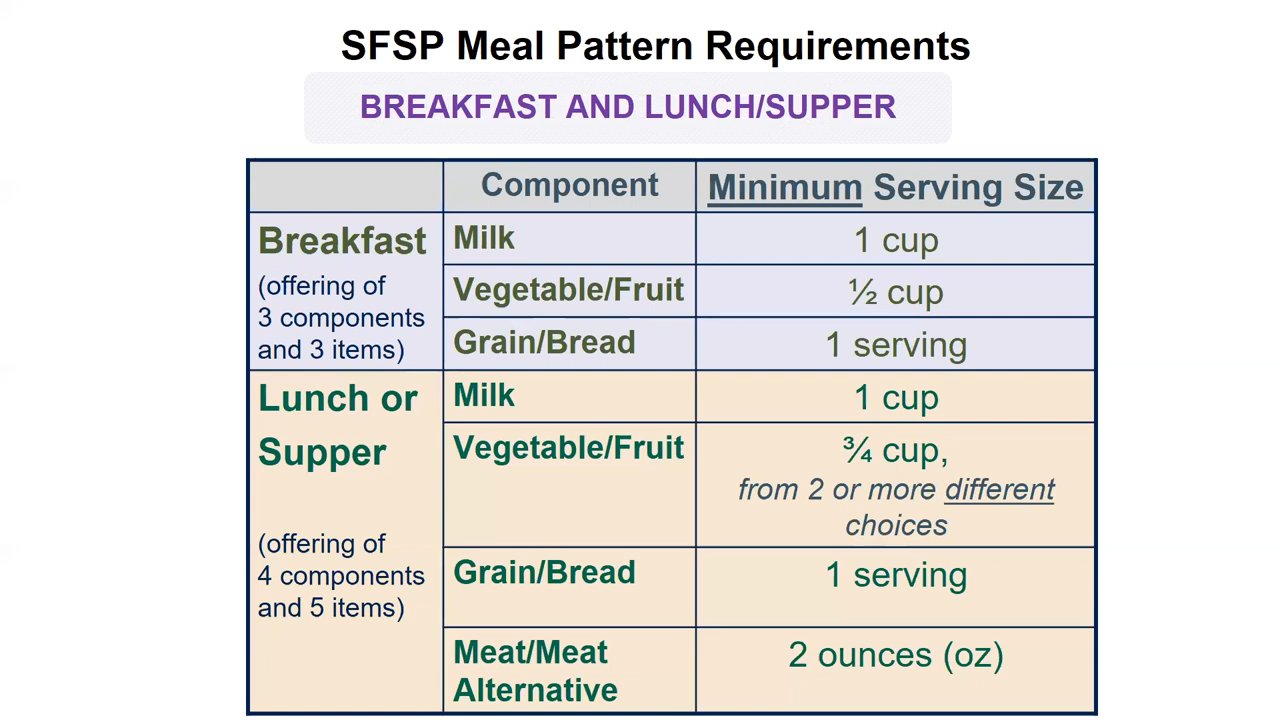 SFSP Meal Pattern Requirements
BREAKFAST AND LUNCH/SUPPER
Component
Minimum Serving Size
Breakfast
(offering of
3 components
and 3 items)
Milk
1 cup
Vegetable/Fruit
½ cup
Grain/Bread
1 serving
Lunch or
Supper
(offering of
4 components
and 5 items)
Milk
1 cup
Vegetable/Fruit
¾ cup,
from 2 or more different
choices
Grain/Bread
1 serving
Meat/Meat
Alternative
2 ounces (oz)